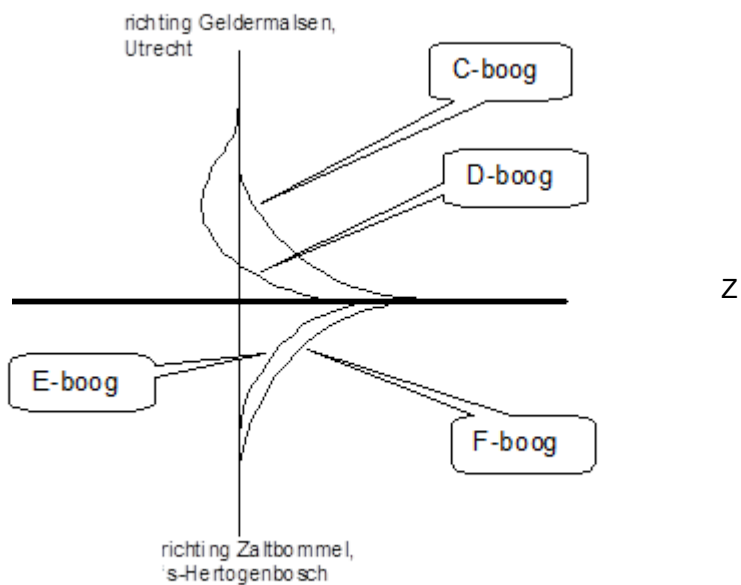 richting Geldermalsen,
Utrecht
C-boog
D-boog
Z
E-boog
F-boog
richting Zaltbommel,
's-Hertogenbosch